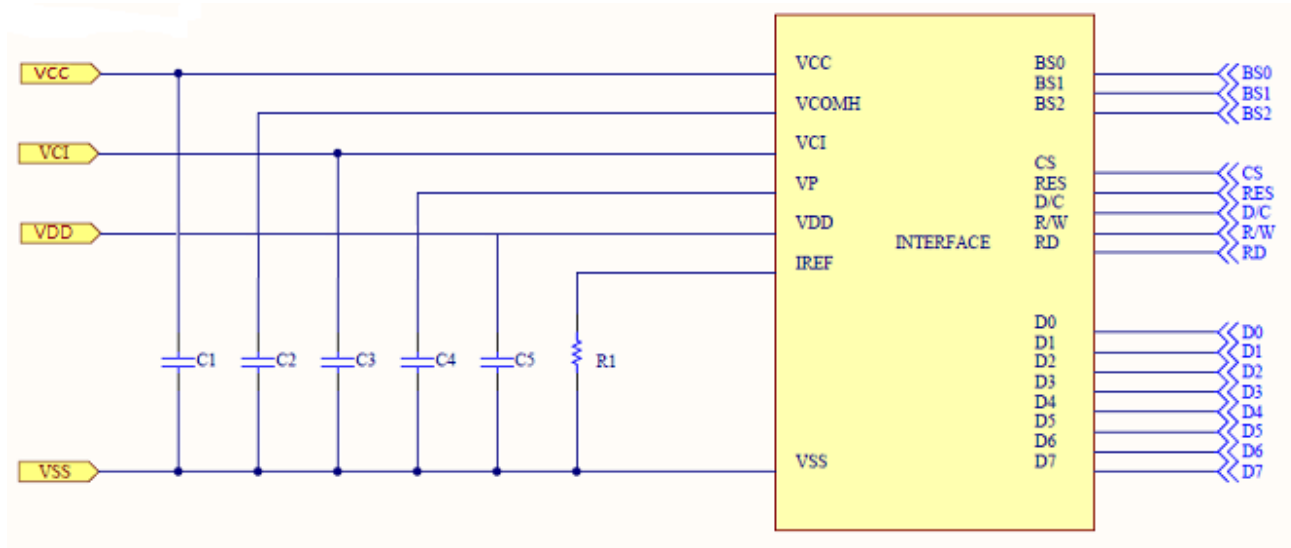 VCC
VCI
VDD
VSS
C1
C2
C3
C4
C5
R1
VCC
VCOMH
VCI
VP
VDD
IREF
VSS
INTERFACE
BS0
BS1
BS2
CS
RES
D/C
R/W
RD
D0
D1
D2
D3
D4
D5
D6
D7
BS0
BS1
BS2
CS
RES
D/C
R/W
RD
D0
D1
D2
D3
D4
D5
D6
D7